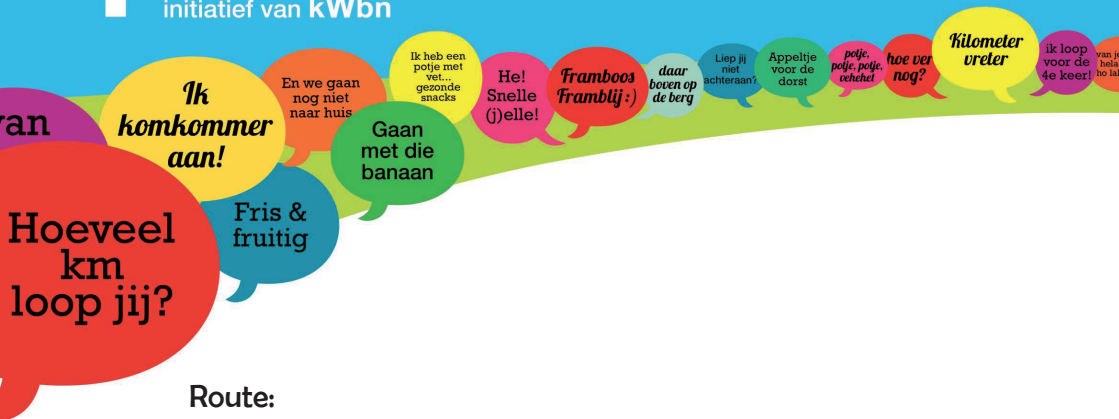 initiatief van kWbn
van
Hoeveel
km
loop jij?
Ik
komkommer
aan!
Fris &
fruitig
En we gaan
nog niet
naar huis
Gaan
met die
banaan
Ik heb een
potje met
vet...
gezonde
snacks
He!
Snelle
(j)elle!
Framboos
Framblij :)
daar
boven op
de berg
Liep jij
niet
achteraan?
Appeltje
voor de
dorst
potje,
potje, potje,
vehehet
hoe ver
nog?
Kilometer
vreter
ik loop
voor de
4e keer!
Route: